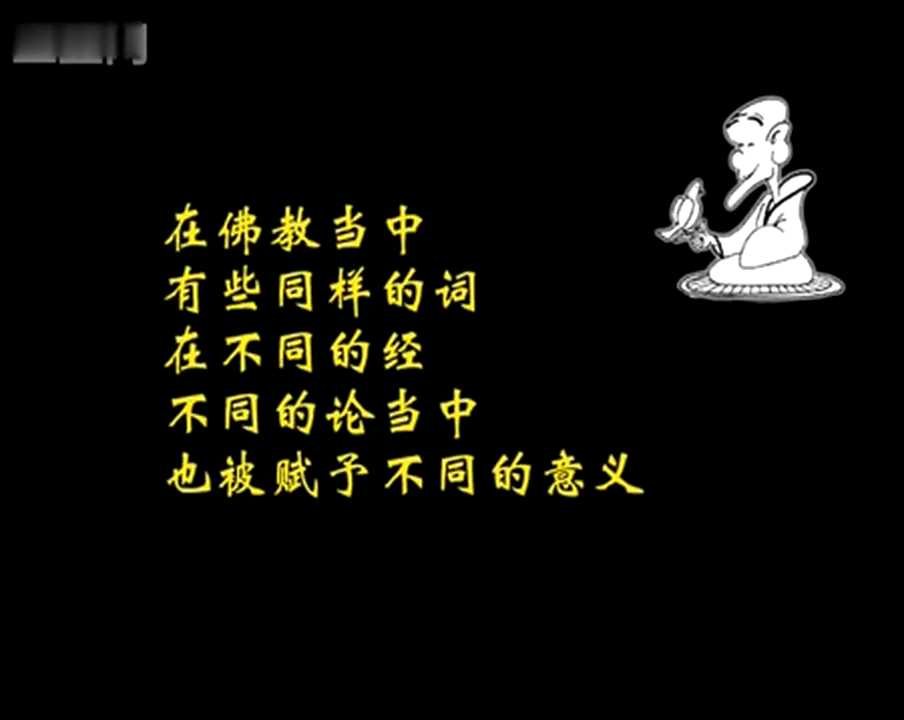 在佛教当中
有些同样的词
在不同的经
不同的论当中
也被赋予不同的意义